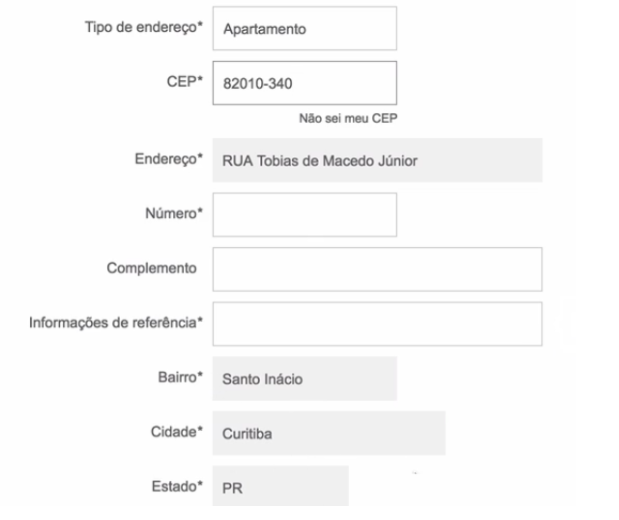 Tipo de endereço* Apartamento
CEP* 82010-340
Não sei meu CEP
Endereço* RUA Tobias de Macedo Júnior
Número*
Complemento
Informações de referência*
Bairro* Santo Inácio
Cidade* Curitiba
Estado* PR